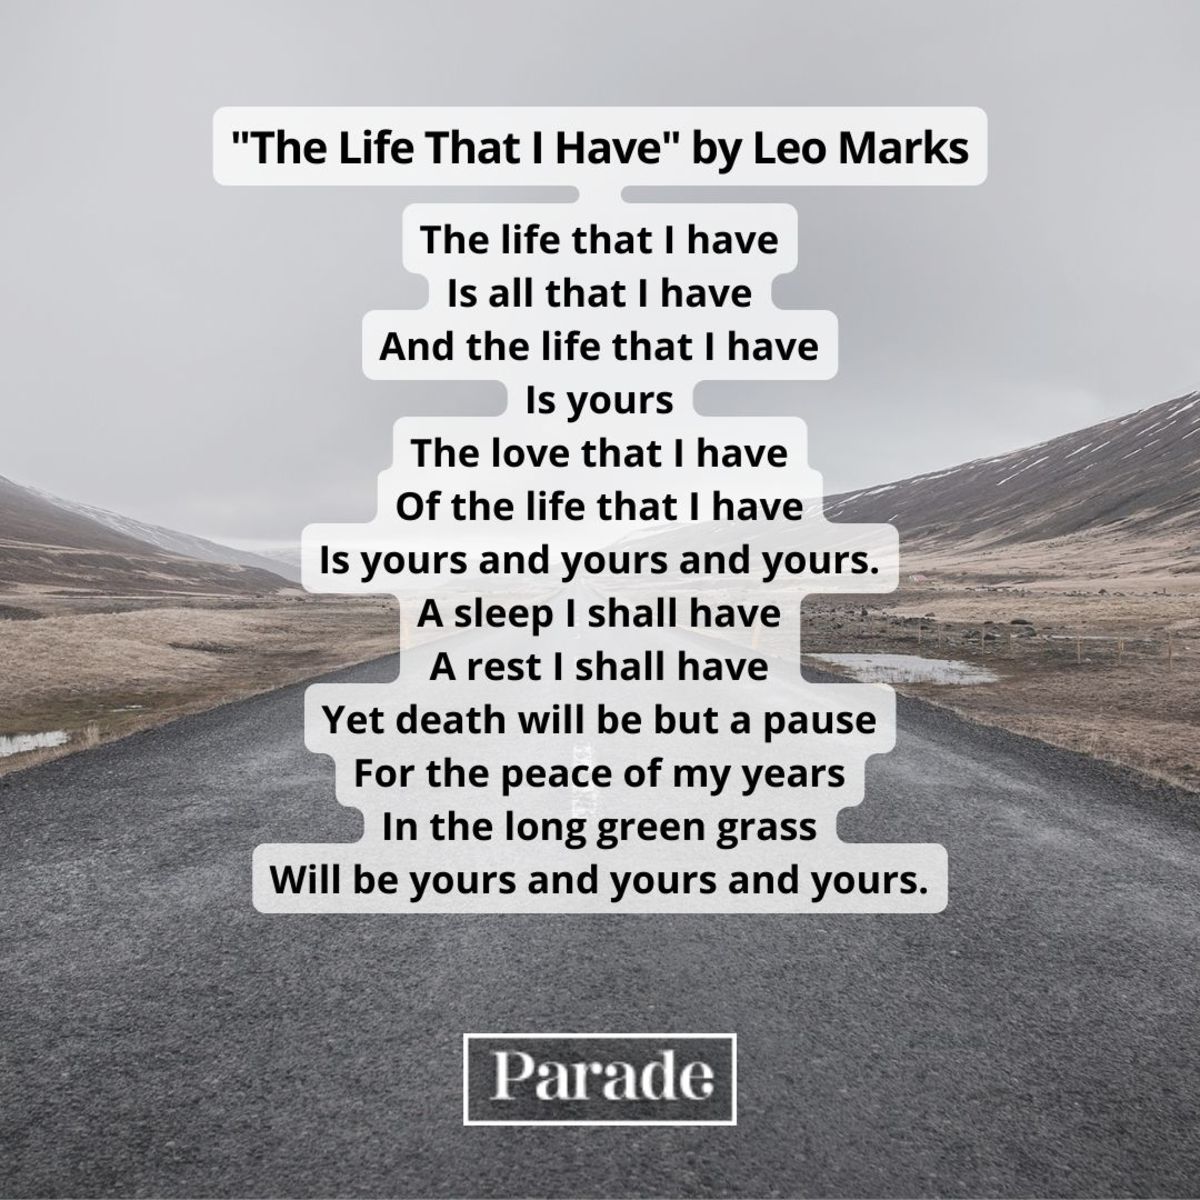 "The Life That I Have" by Leo Marks
The life that I have
Is all that I have
And the life that I have
Is yours
The love that I have
Of the life that I have
Is yours and yours and yours.
A sleep I shall have
A rest I shall have
Yet death will be but a pause
For the peace of my years
In the long green grass
Will be yours and yours and yours.
Parade